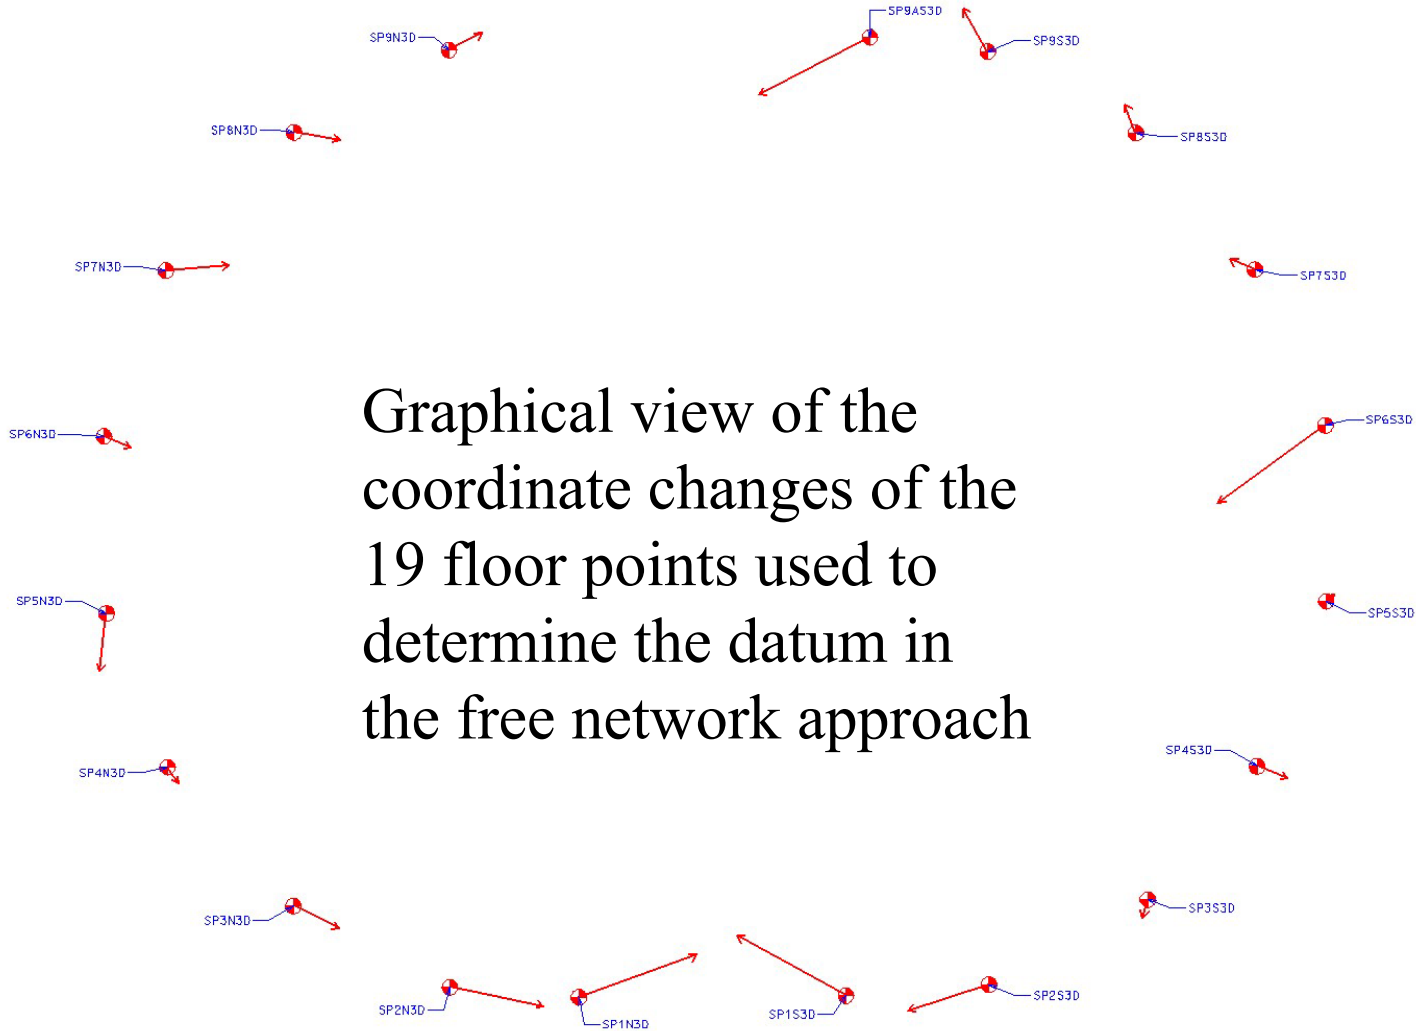 SP9AS3D
SP9N3D
SP9S3D
SP8N3D
SP8S3D
SP7N3D
SP7S3D
Graphical view of the
coordinate changes of the
19 floor points used to
determine the datum in
the free network approach
SP6N3D
SP6S3D
SP5N3D
SP5S3D
SP4N3D
SP4S3D
SP3N3D
SP3S3D
SP2N3D
SP1N3D
SP1S3D
SP2S3D